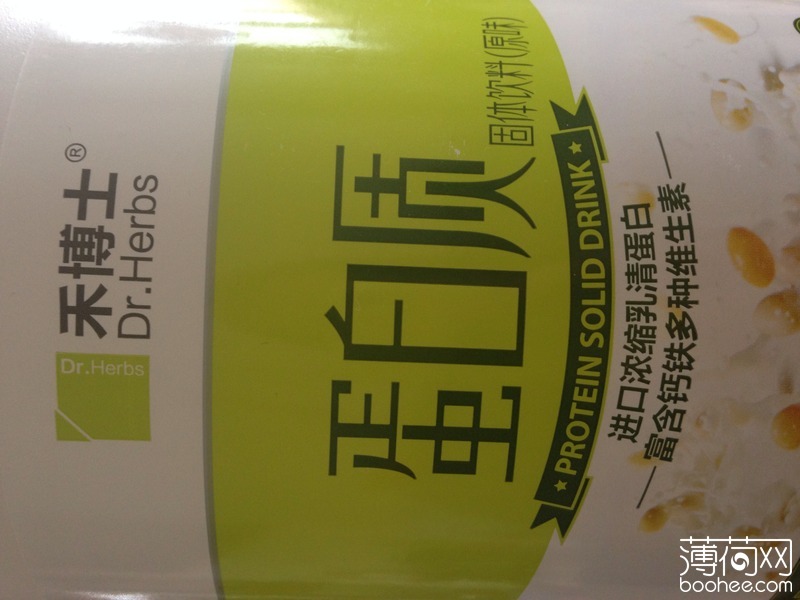 禾博士®
Dr.Herbs
Dr.Herbs
蛋白质
固体饮料(原味)
PROTEIN SOLID DRINK
进口浓缩乳清蛋白
富含钙铁多种维生素
薄荷网
boohee.com